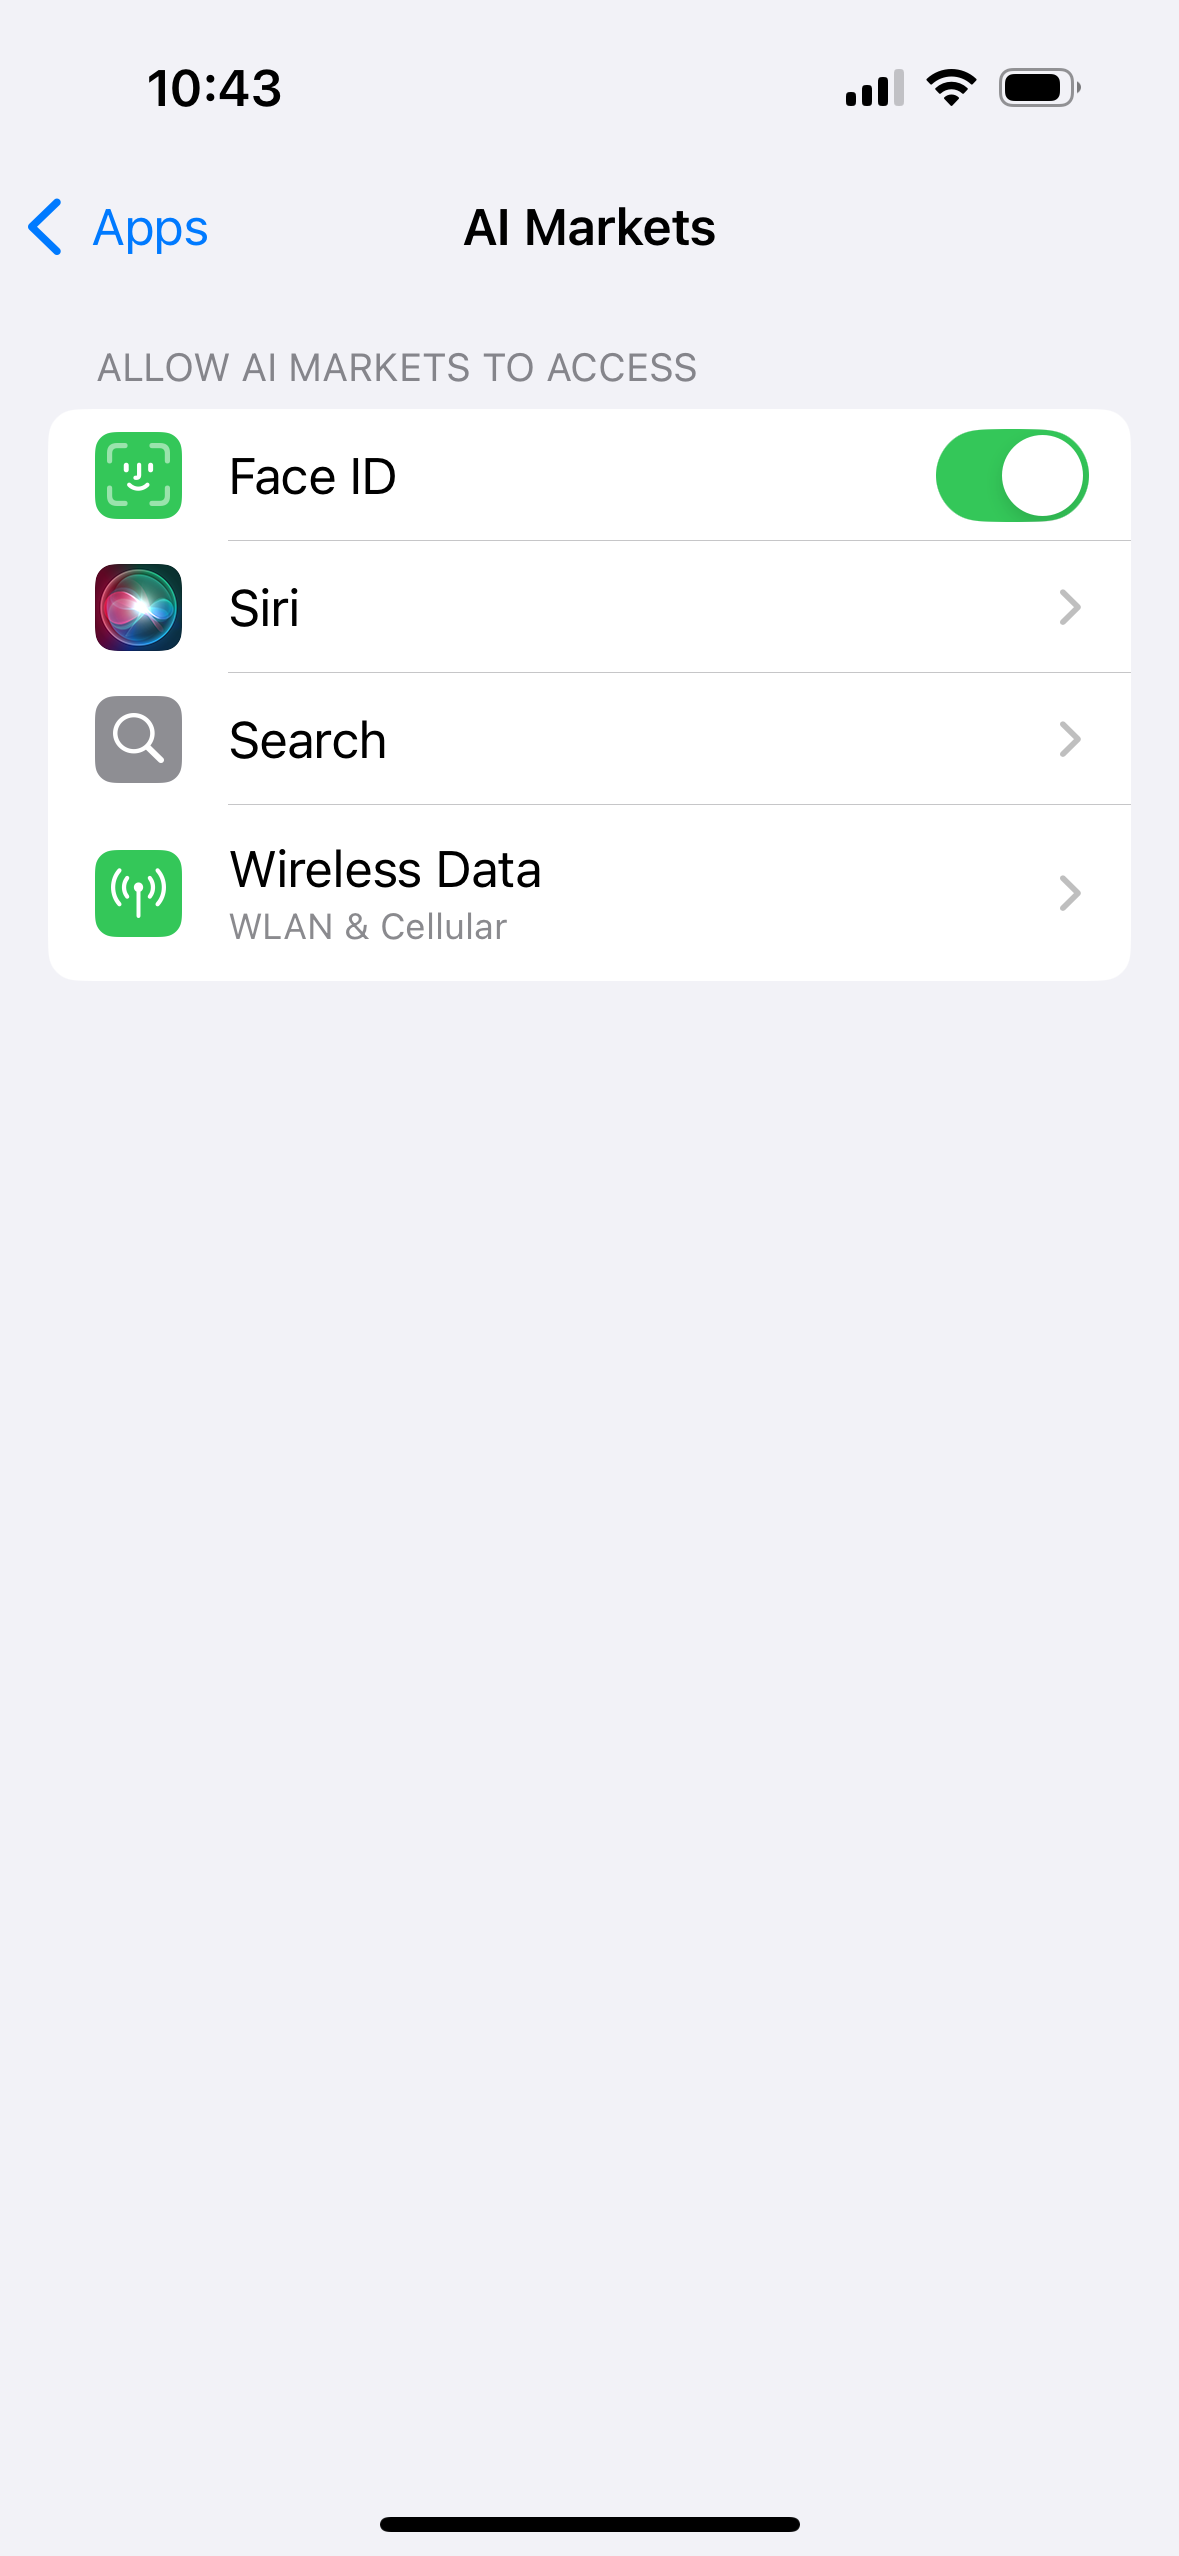 10:43
Apps
AI Markets
ALLOW AI MARKETS TO ACCESS
Face ID
Siri
Search
Wireless Data
WLAN & Cellular